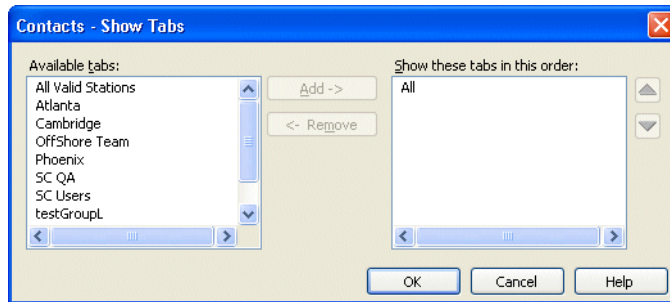 Contacts - Show Tabs
Available tabs:
All Valid Stations
Atlanta
Cambridge
OffShore Team
Phoenix
SC QA
SC Users
testGroupL
Add ->
<- Remove
Show these tabs in this order:
All
OK
Cancel
Help